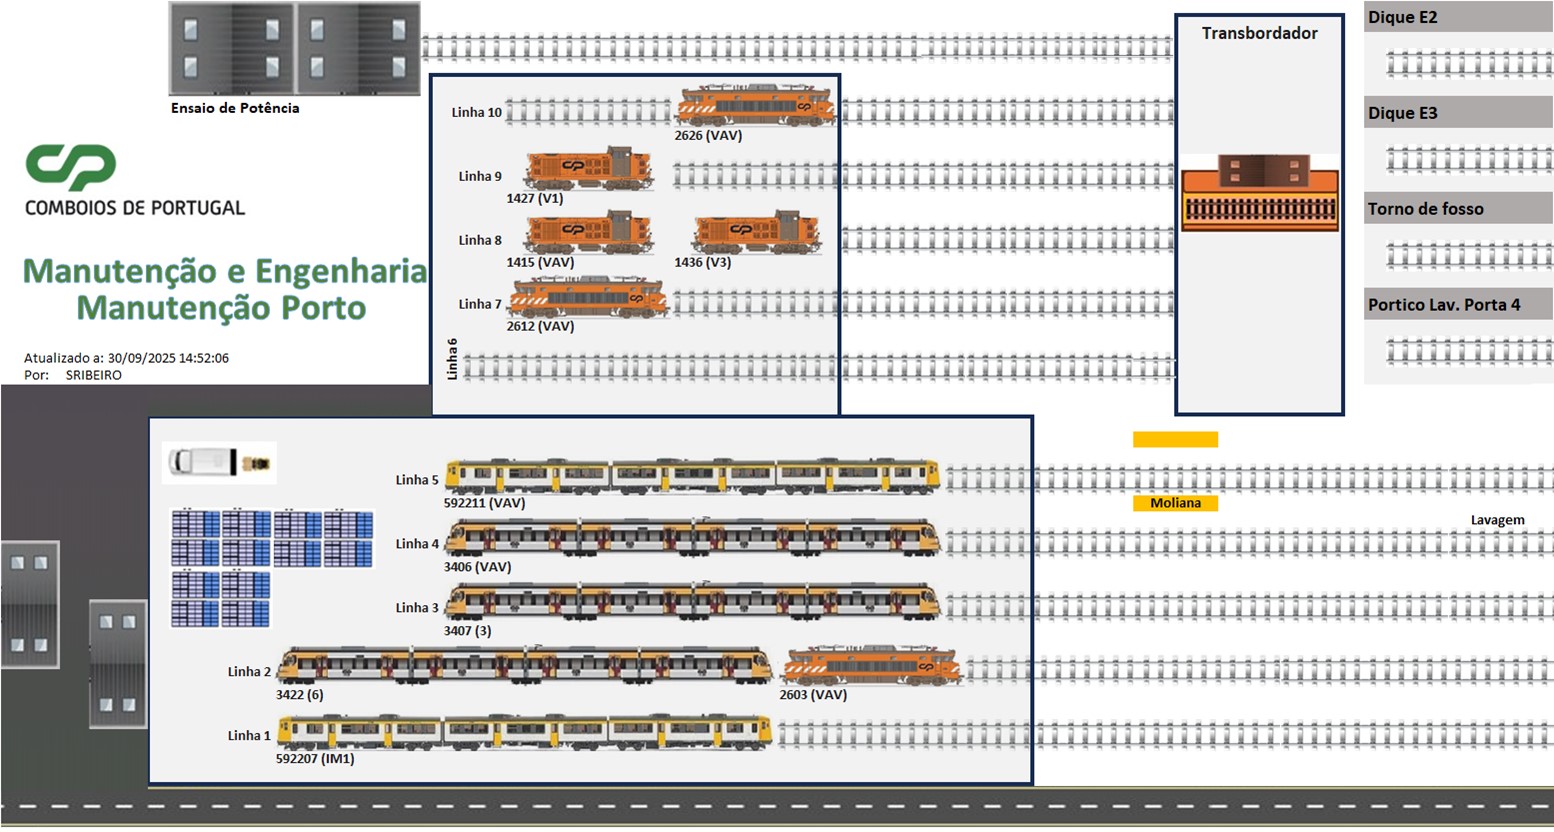 Ensaio de Potência
CP
COMBOIOS DE PORTUGAL
Manutenção e Engenharia
Manutenção Porto
Atualizado a: 30/09/2025 14:52:06
Por: SRIBEIRO
Linha 10
2626 (VAV)
Linha 9
1427 (V1)
Linha 8
1415 (VAV)
1436 (V3)
Linha 7
2612 (VAV)
Linha 6
Transbordador
Dique E2
Dique E3
Torno de fosso
Portico Lav. Porta 4
Linha 5
592211 (VAV)
Moliana
Lavagem
Linha 4
3406 (VAV)
Linha 3
3407 (3)
Linha 2
3422 (6)
2603 (VAV)
Linha 1
592207 (IM1)